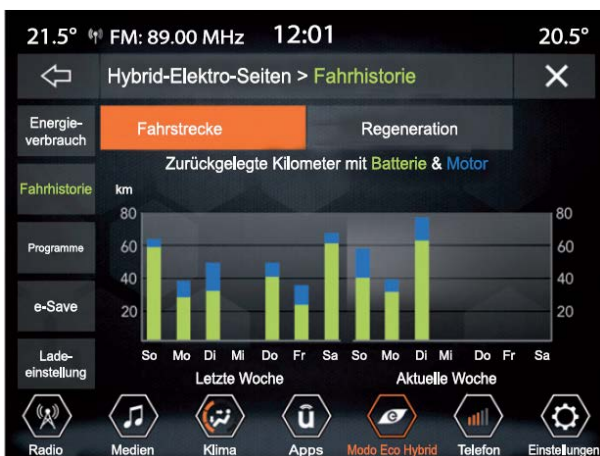 21.5° FM: 89.00 MHz 12:01 20.5°
Hybrid-Elektro-Seiten > Fahrhistorie
Energie-
verbrauch
Fahrhistorie
Programme
e-Save
Lade-
einstellung
Fahrstrecke Regeneration
Zurückgelegte Kilometer mit Batterie & Motor
km
80 80
60 60
40 40
20 20
So Mo Di Mi Do Fr Sa So Mo Di Mi Do Fr Sa
Letzte Woche Aktuelle Woche
Radio Medien Klima Apps Modo Eco Hybrid Telefon Einstellungen